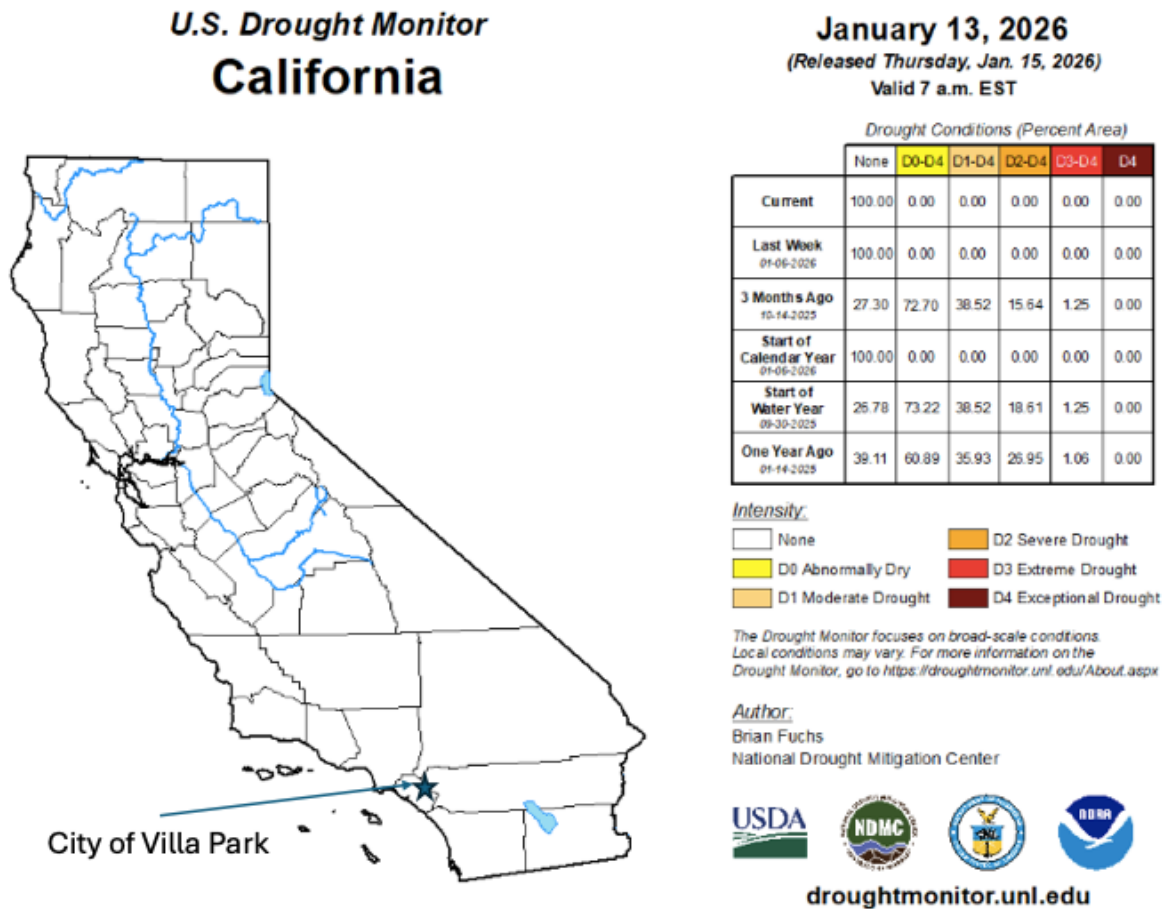 U.S. Drought Monitor
California
City of Villa Park
January 13, 2026
(Released Thursday, Jan. 15, 2026)
Valid 7 a.m. EST
Drought Conditions (Percent Area)
None D0-D4 D1-D4 D2-D4 D3-D4 D4
Current 100.00 0.00 0.00 0.00 0.00 0.00
Last Week
01-06-2026 100.00 0.00 0.00 0.00 0.00 0.00
3 Months Ago
10-14-2025 27.30 72.70 38.52 15.64 1.25 0.00
Start of
Calendar Year
01-06-2026 100.00 0.00 0.00 0.00 0.00 0.00
Start of
Water Year
09-30-2025 26.78 73.22 38.52 18.61 1.25 0.00
One Year Ago
01-14-2025 39.11 60.89 35.93 26.95 1.06 0.00
Intensity:
None
D0 Abnormally Dry
D1 Moderate Drought
D2 Severe Drought
D3 Extreme Drought
D4 Exceptional Drought
The Drought Monitor focuses on broad-scale conditions.
Local conditions may vary. For more information on the
Drought Monitor, go to https://droughtmonitor.unl.edu/About.aspx
Author:
Brian Fuchs
National Drought Mitigation Center
USDA
NDMC
NOAA
droughtmonitor.unl.edu